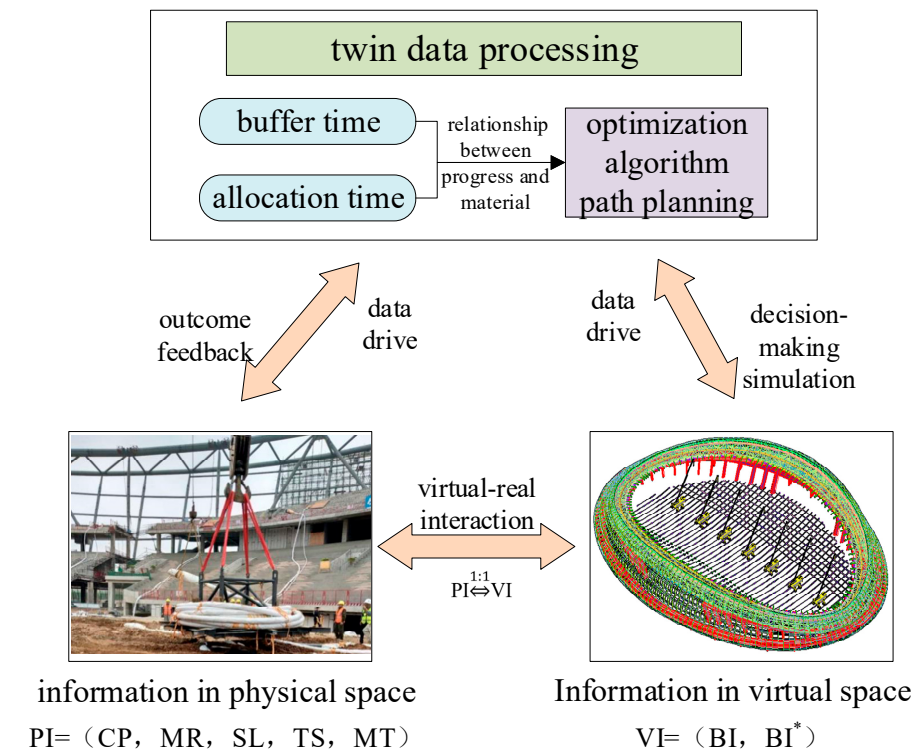 twin data processing
buffer time
allocation time
relationship
between
progress and
material
optimization
algorithm
path planning
outcome
feedback
data
drive
data
drive
decision-
making
simulation
virtual-real
interaction
1:1
PI⇔VI
information in physical space
PI=（CP，MR，SL，TS，MT）
Information in virtual space
VI=（BI，BI*）